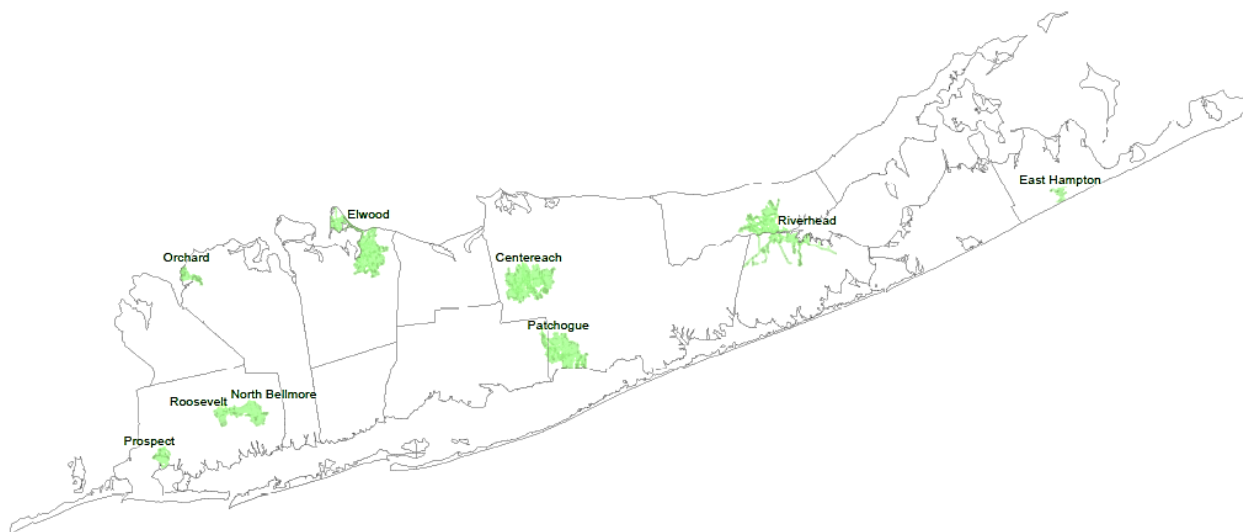 East Hampton
Elwood
Riverhead
Orchard
Centereach
Patchogue
Roosevelt
North Bellmore
Prospect